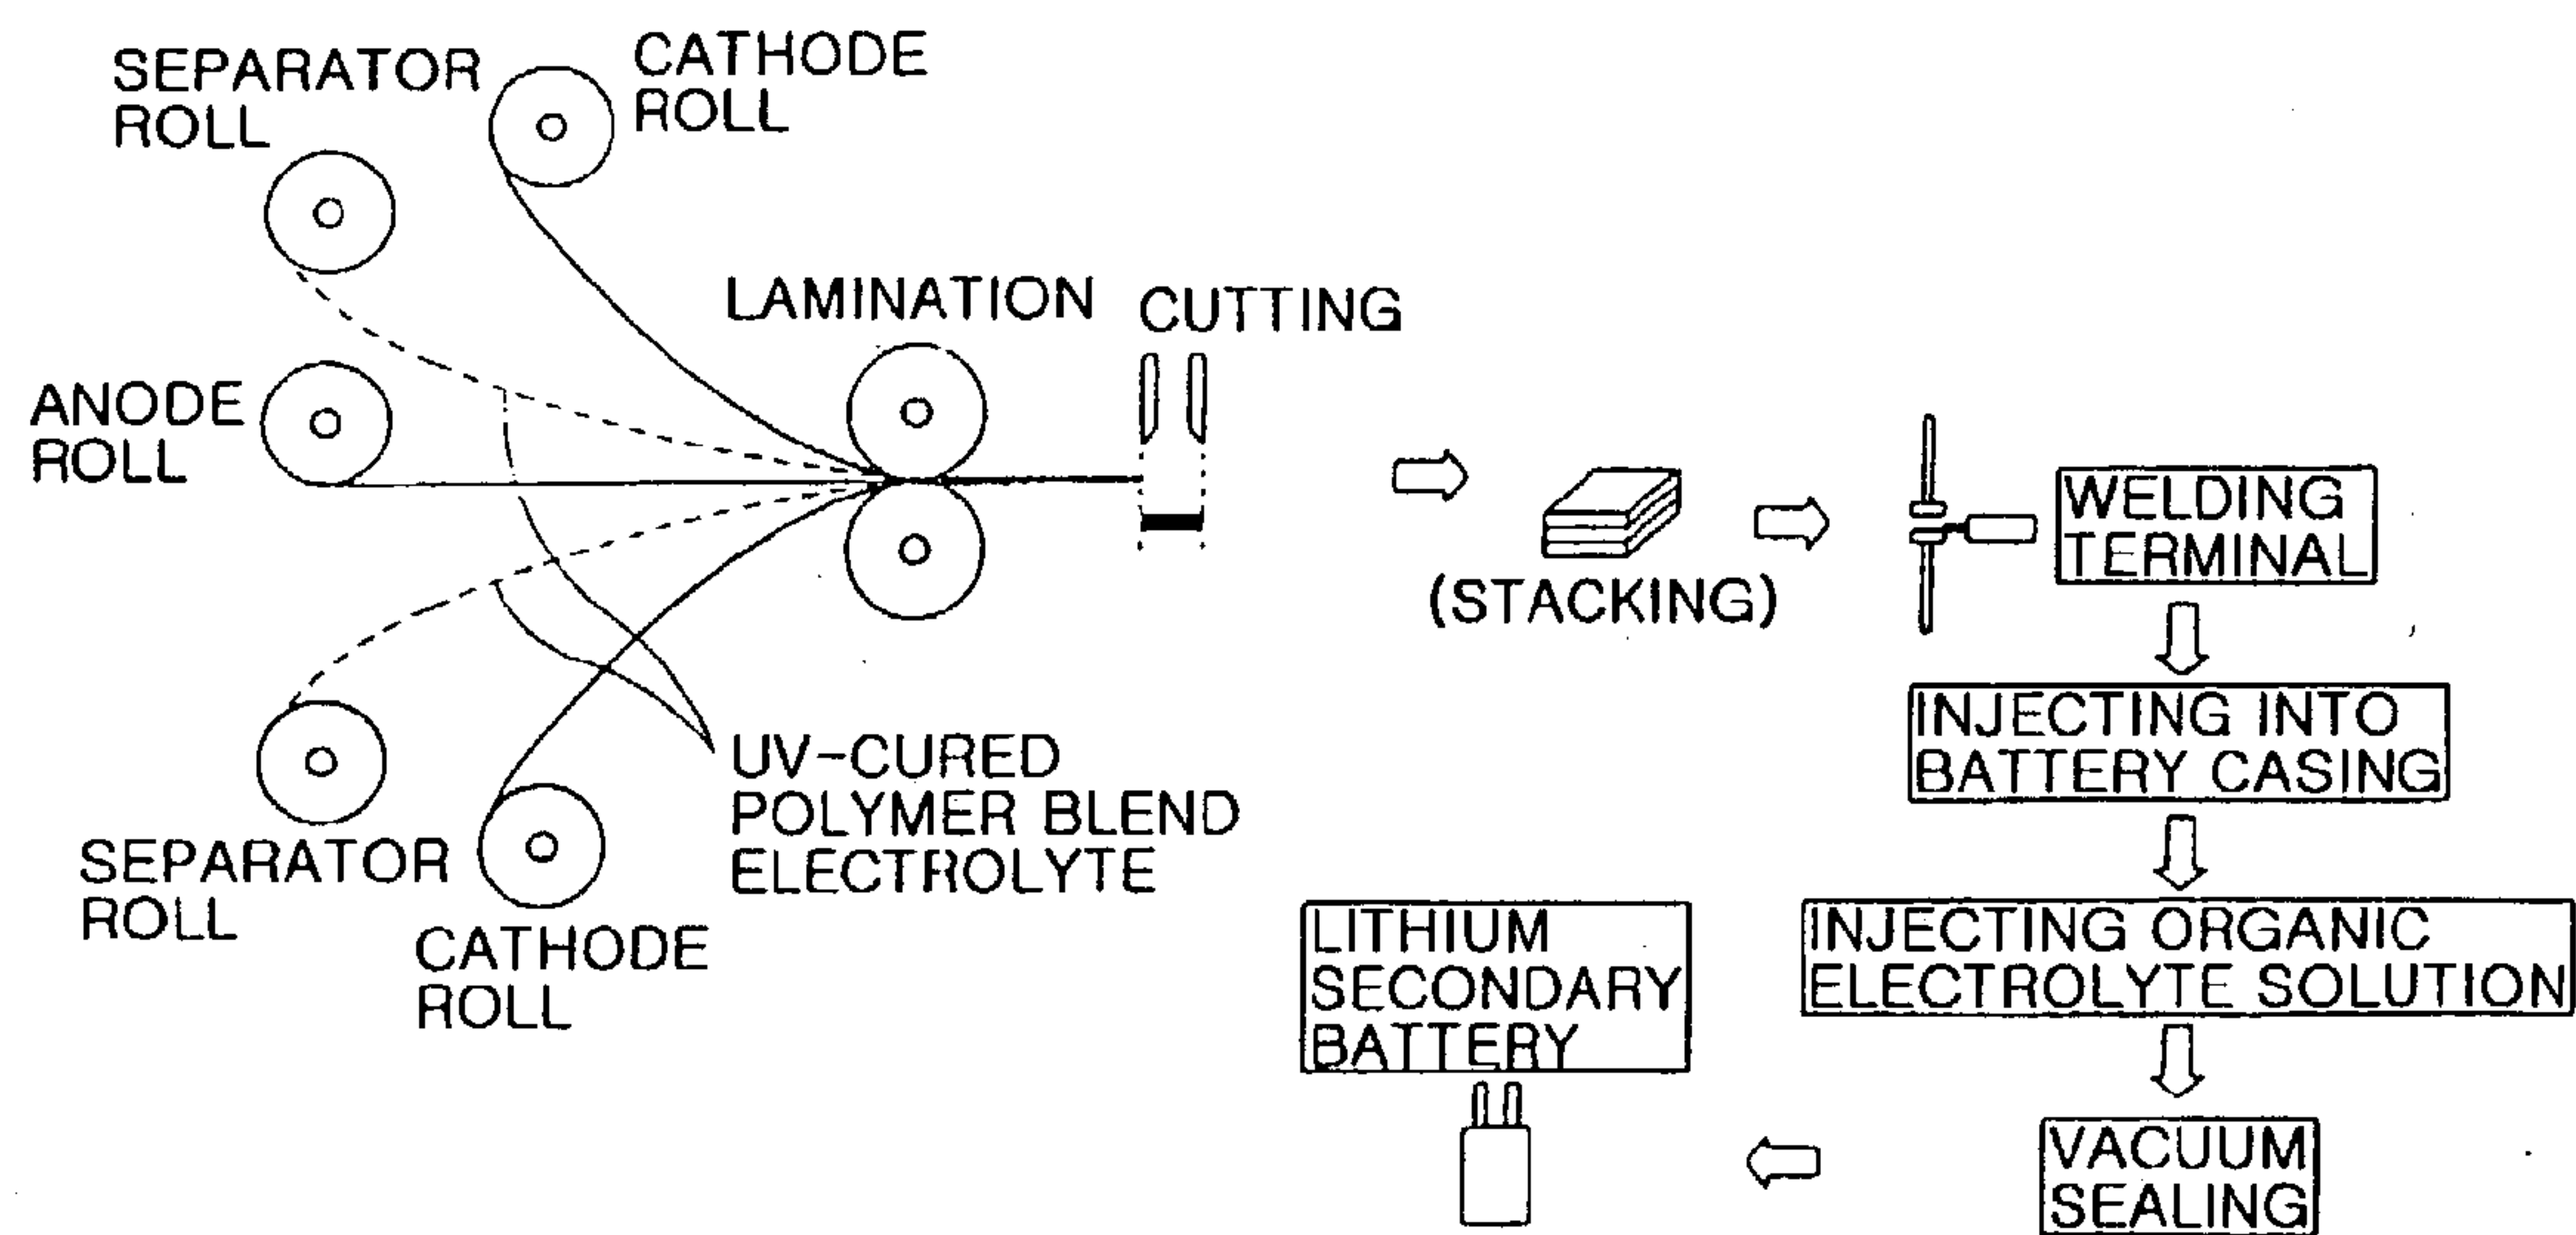 SEPARATOR
ROLL
CATHODE
ROLL
LAMINATION
CUTTING
ANODE
ROLL
(STACKING)
WELDING
TERMINAL
INJECTING INTO
BATTERY CASING
UV-CURED
POLYMER BLEND
ELECTROLYTE
SEPARATOR
ROLL
CATHODE
ROLL
INJECTING ORGANIC
ELECTROLYTE SOLUTION
VACUUM
SEALING
LITHIUM
SECONDARY
BATTERY